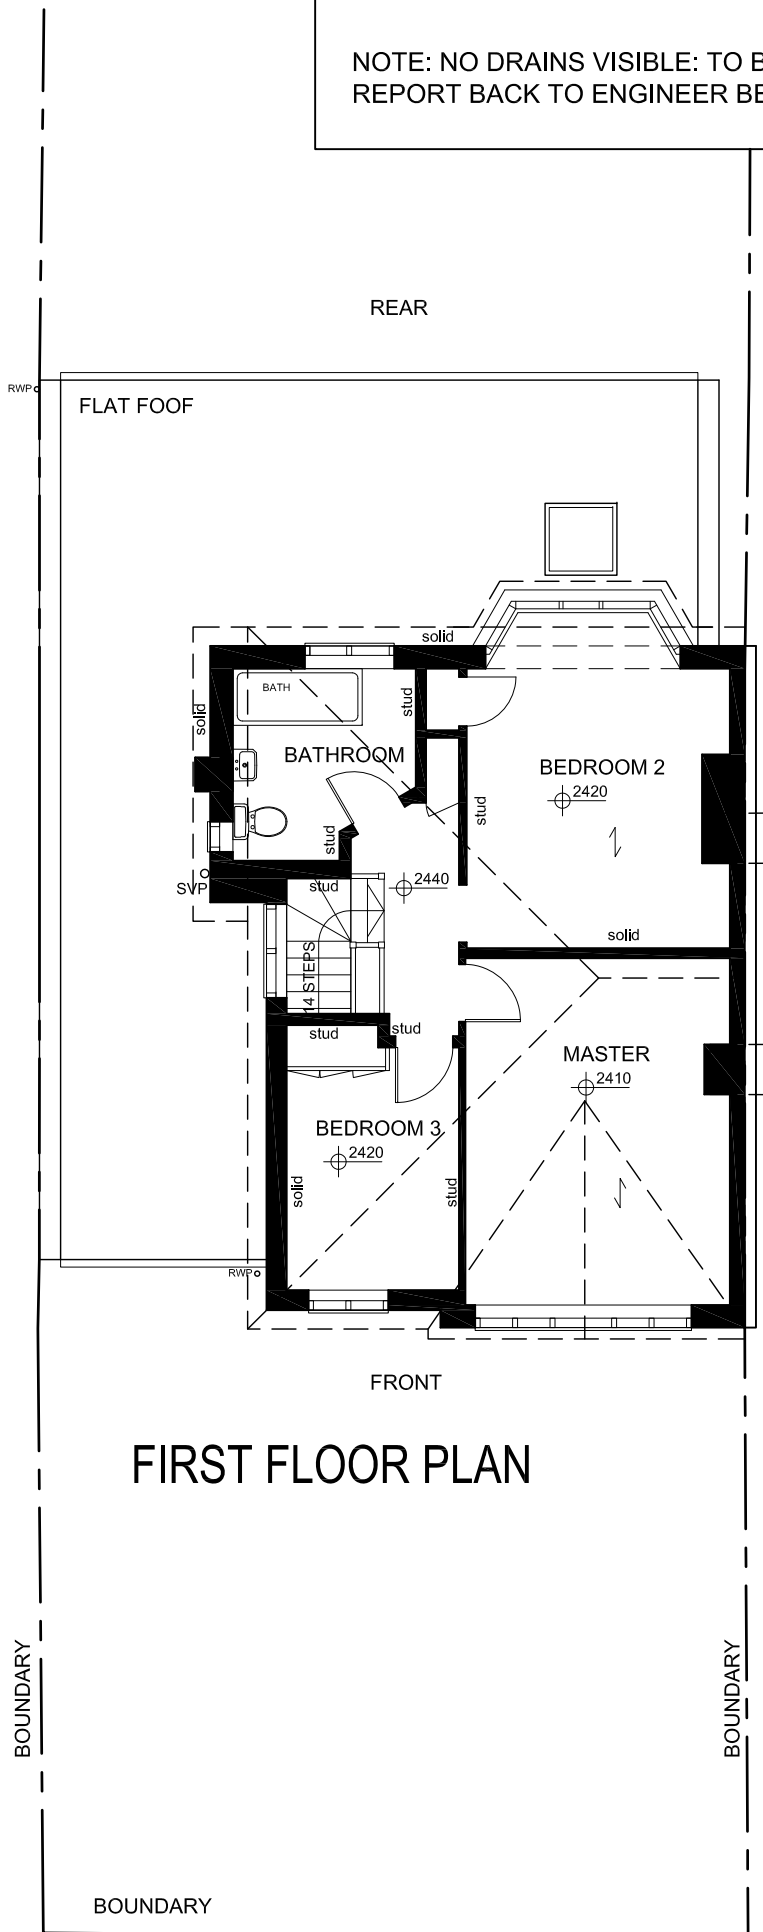 NOTE: NO DRAINS VISIBLE: TO B
REPORT BACK TO ENGINEER BE
REAR
RWP
FLAT FOOF
solid
BATH
solid
stud
BATHROOM
BEDROOM 2
2420
stud
stud
SVP
stud
2440
solid
14 STEPS
stud
stud
MASTER
2410
BEDROOM 3
2420
solid
stud
RWP
FRONT
FIRST FLOOR PLAN
BOUNDARY
BOUNDARY
BOUNDARY